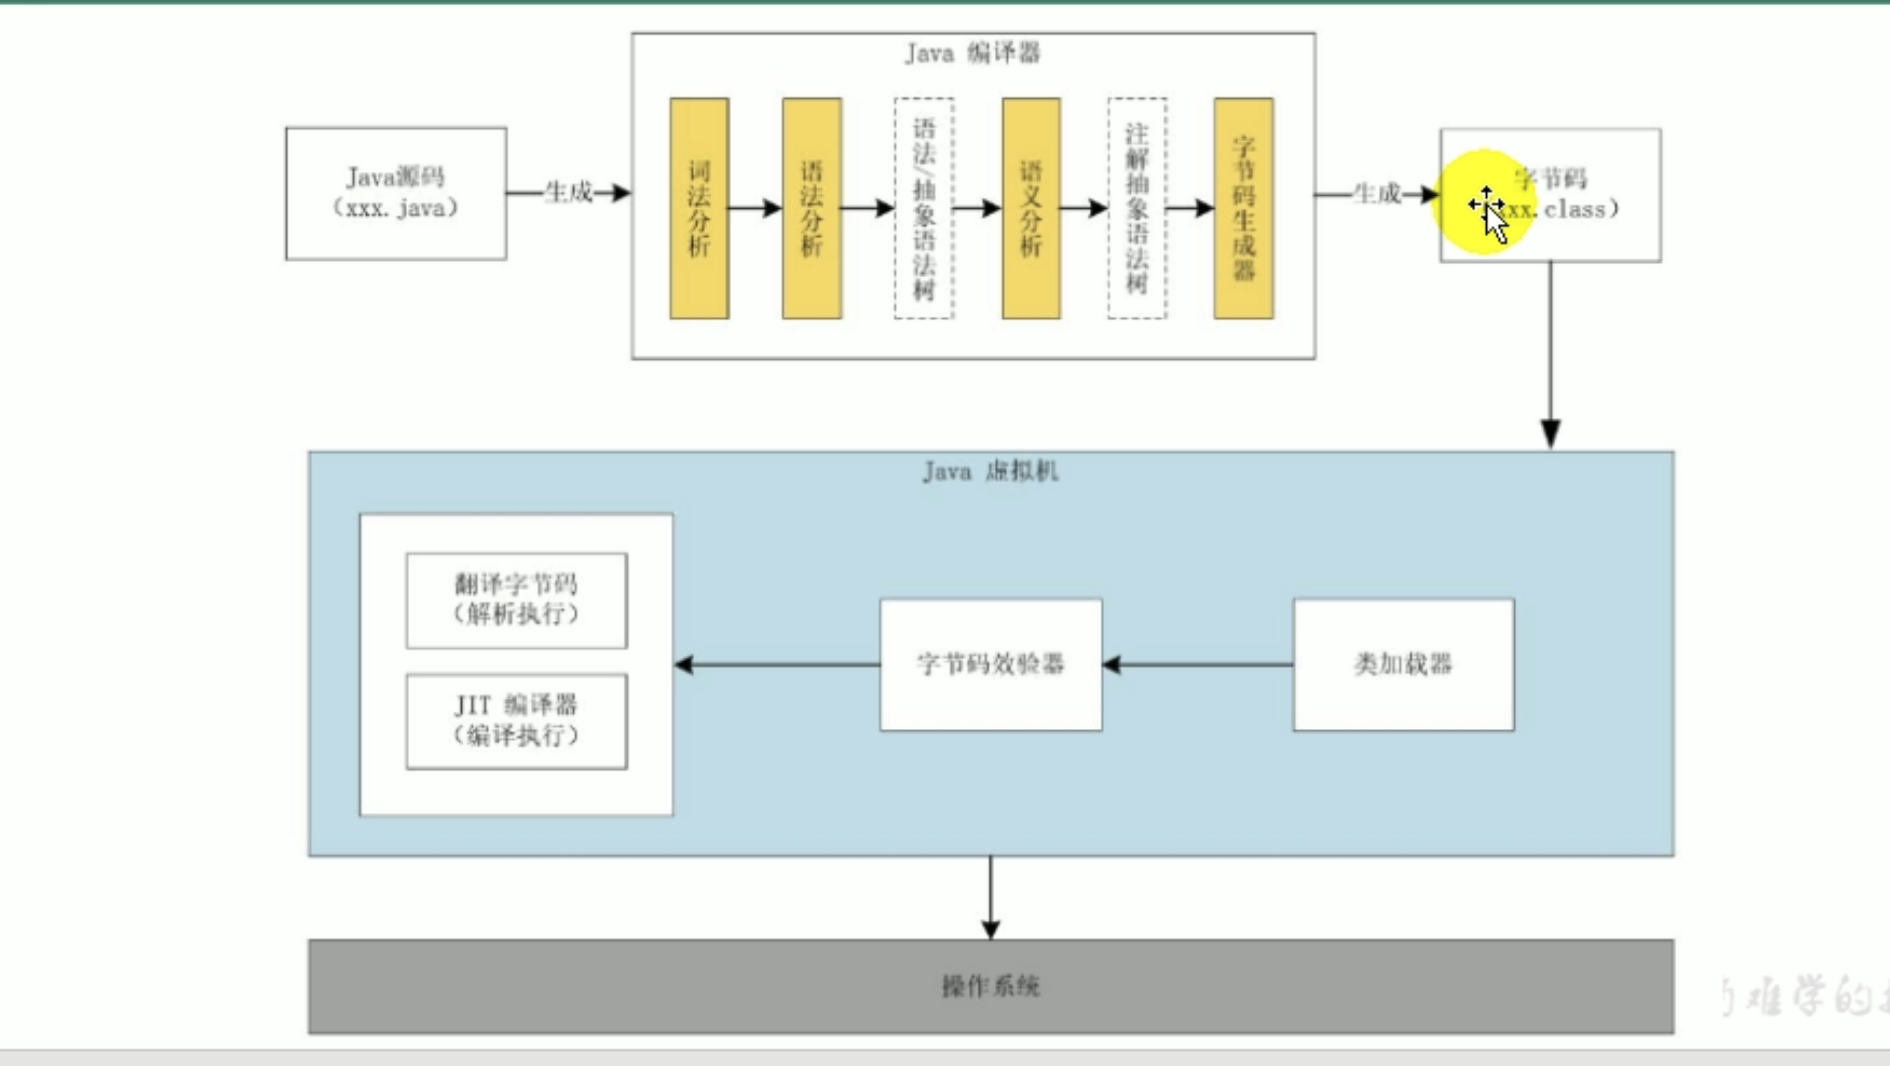 Java 编译器
Java源码
（xxx.java）
生成
词法分析
语法分析
语法/抽象语法树
语义分析
注解抽象语法树
字节码生成器
生成
字节码
xx.class）
Java 虚拟机
翻译字节码
（解析执行）
JIT 编译器
（编译执行）
字节码效验器
类加载器
操作系统
难学的